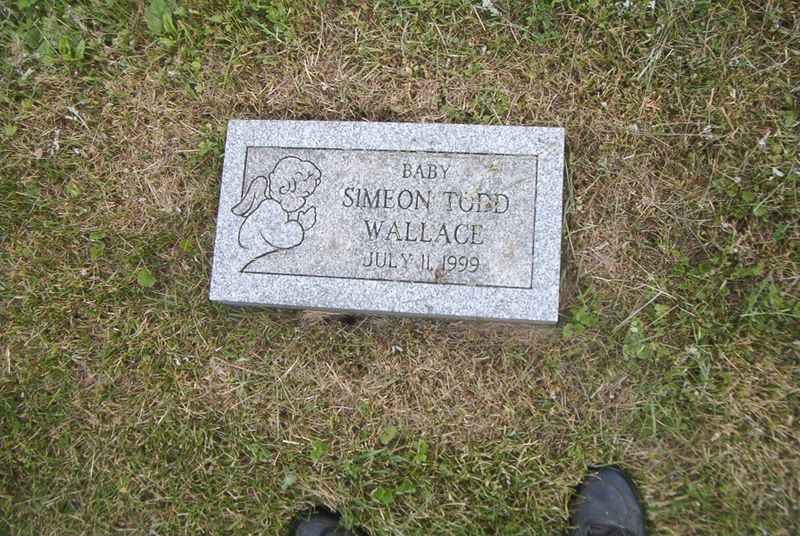 BABY
SIMEON TODD
WALLACE
JULY 11, 1999